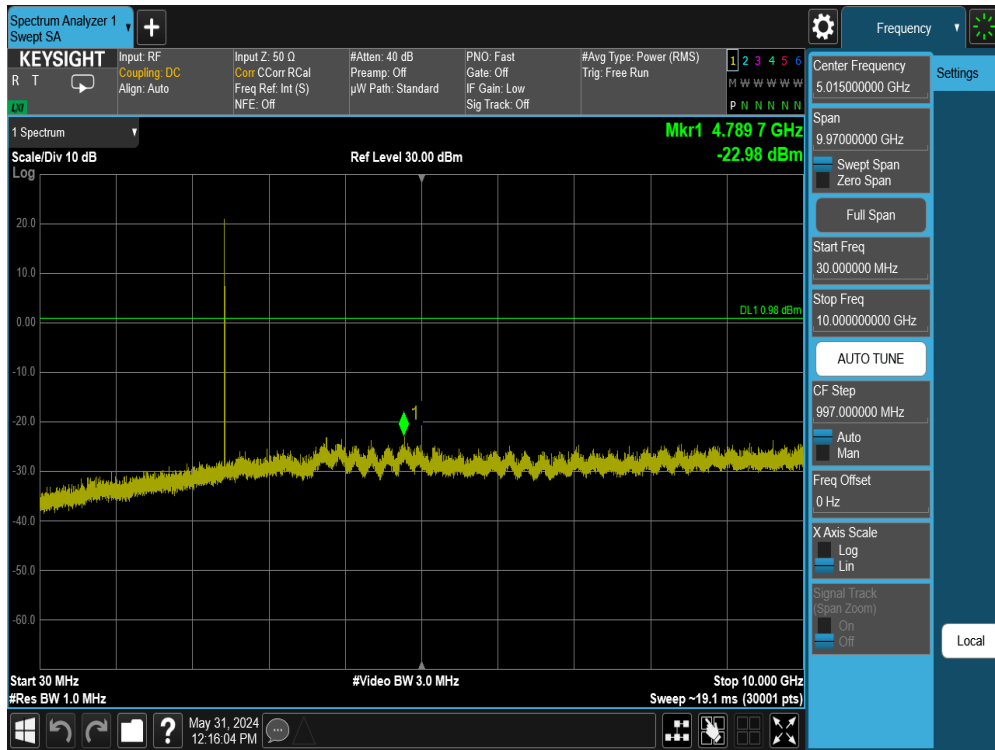 Spectrum Analyzer 1
Swept SA
Frequency
KEYSIGHT
R T
LXI
Input: RF
Coupling: DC
Align: Auto
Input Z: 50 Ω
Corr CCorr RCal
Freq Ref: Int (S)
NFE: Off
#Atten: 40 dB
Preamp: Off
µW Path: Standard
PNO: Fast
Gate: Off
IF Gain: Low
Sig Track: Off
#Avg Type: Power (RMS)
Trig: Free Run
1 2 3 4 5 6
M W W W W W
P N N N N N
1 Spectrum
Scale/Div 10 dB
Log
Ref Level 30.00 dBm
Mkr1 4.789 7 GHz
-22.98 dBm
20.0
10.0
0.00
-10.0
-20.0
-30.0
-40.0
-50.0
-60.0
DL1 0.98 dBm
1
Start 30 MHz
#Res BW 1.0 MHz
#Video BW 3.0 MHz
Stop 10.000 GHz
Sweep ~19.1 ms (30001 pts)
Center Frequency
5.015000000 GHz
Span
9.97000000 GHz
Swept Span
Zero Span
Full Span
Start Freq
30.000000 MHz
Stop Freq
10.000000000 GHz
AUTO TUNE
CF Step
997.000000 MHz
Auto
Man
Freq Offset
0 Hz
X Axis Scale
Log
Lin
Signal Track
(Span Zoom)
On
Off
Settings
Local
?
May 31, 2024
12:16:04 PM